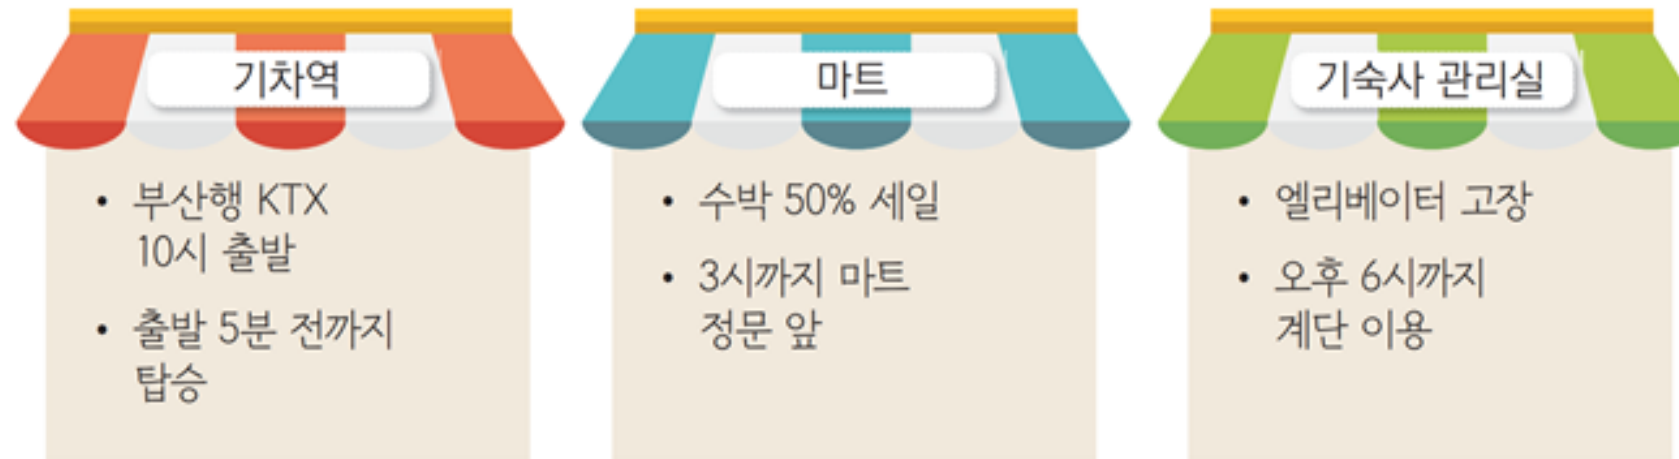 기차역
• 부산행 KTX
10시 출발
• 출발 5분 전까지
탑승
마트
• 수박 50% 세일
• 3시까지 마트
정문 앞
기숙사 관리실
• 엘리베이터 고장
• 오후 6시까지
계단 이용